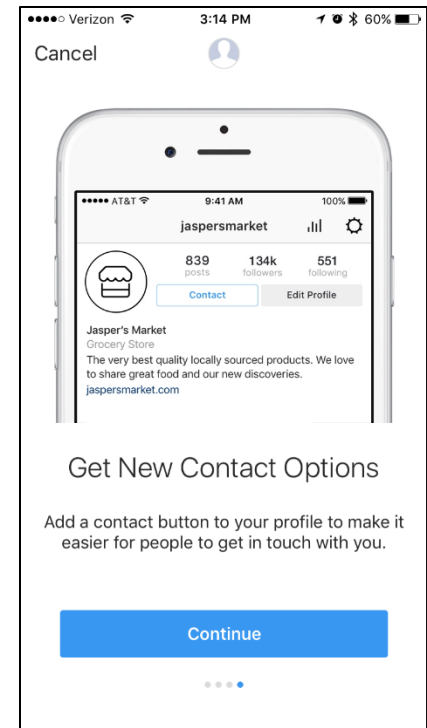 Verizon 3:14 PM 60%
Cancel
AT&T 9:41 AM 100%
jaspersmarket
839 134k 551
posts followers following
Contact Edit Profile
Jasper's Market
Grocery Store
The very best quality locally sourced products. We love
to share great food and our new discoveries.
jaspersmarket.com
Get New Contact Options
Add a contact button to your profile to make it
easier for people to get in touch with you.
Continue